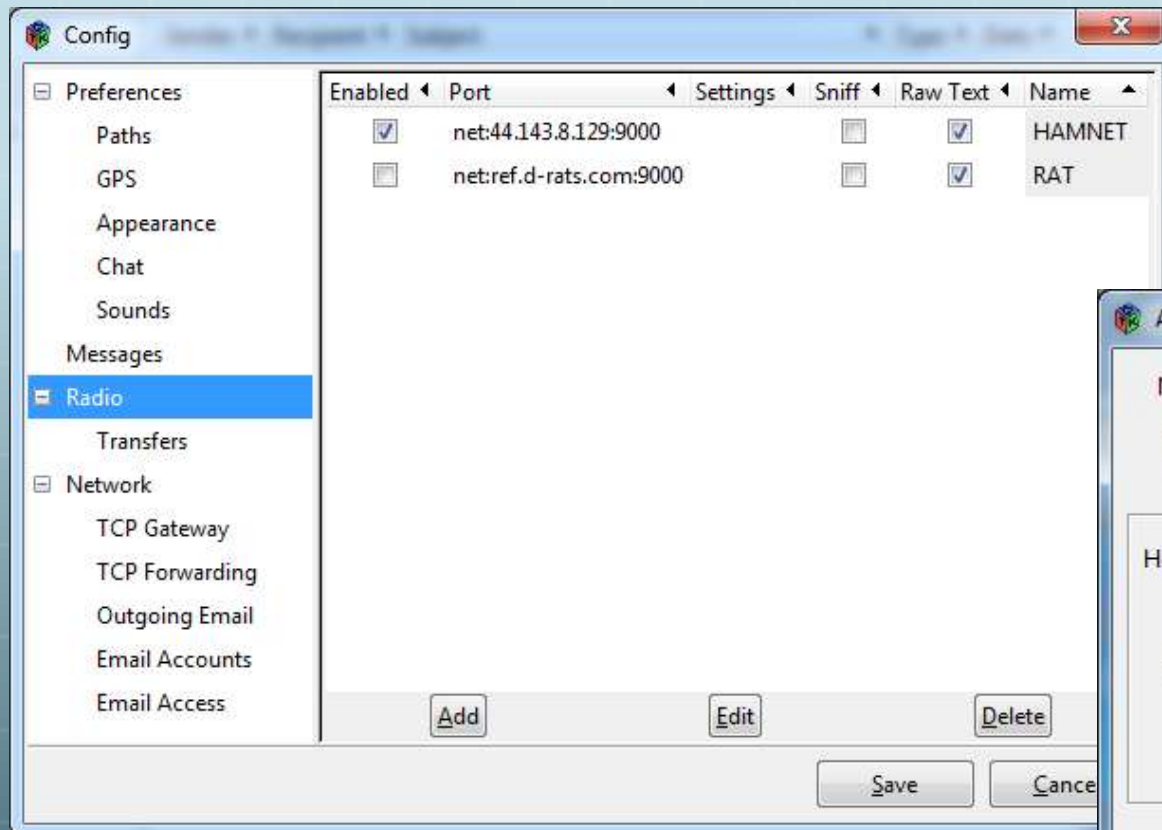 Config
Preferences
Paths
GPS
Appearance
Chat
Sounds
Messages
Radio
Transfers
Network
TCP Gateway
TCP Forwarding
Outgoing Email
Email Accounts
Email Access
Enabled Port Settings Sniff Raw Text Name
net:44.143.8.129:9000 HAMNET
net:ref.d-rats.com:9000 RAT
Add Edit Delete
Save Cance
H